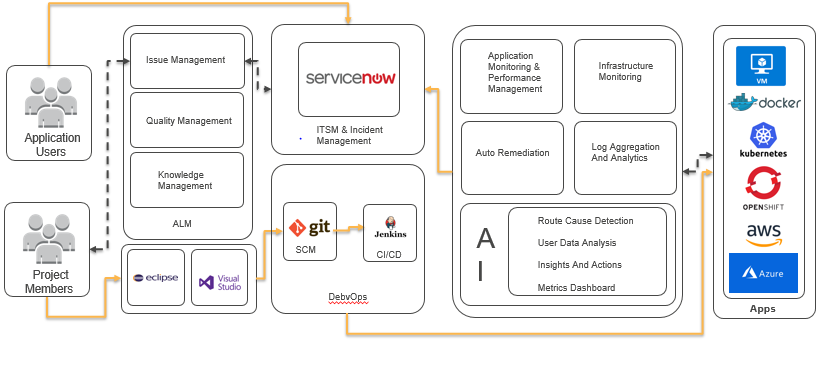 Application
Users
Project
Members
Issue Management
Quality Management
Knowledge
Management
ALM
eclipse
Visual
Studio
servicenow
ITSM & Incident
Management
git
SCM
Jenkins
CI/CD
DebvOps
Application
Monitoring &
Performance
Management
Infrastructure
Monitoring
Auto Remediation
Log Aggregation
And Analytics
A
I
Route Cause Detection
User Data Analysis
Insights And Actions
Metrics Dashboard
VM
docker
kubernetes
OPENSHIFT
aws
Azure
Apps